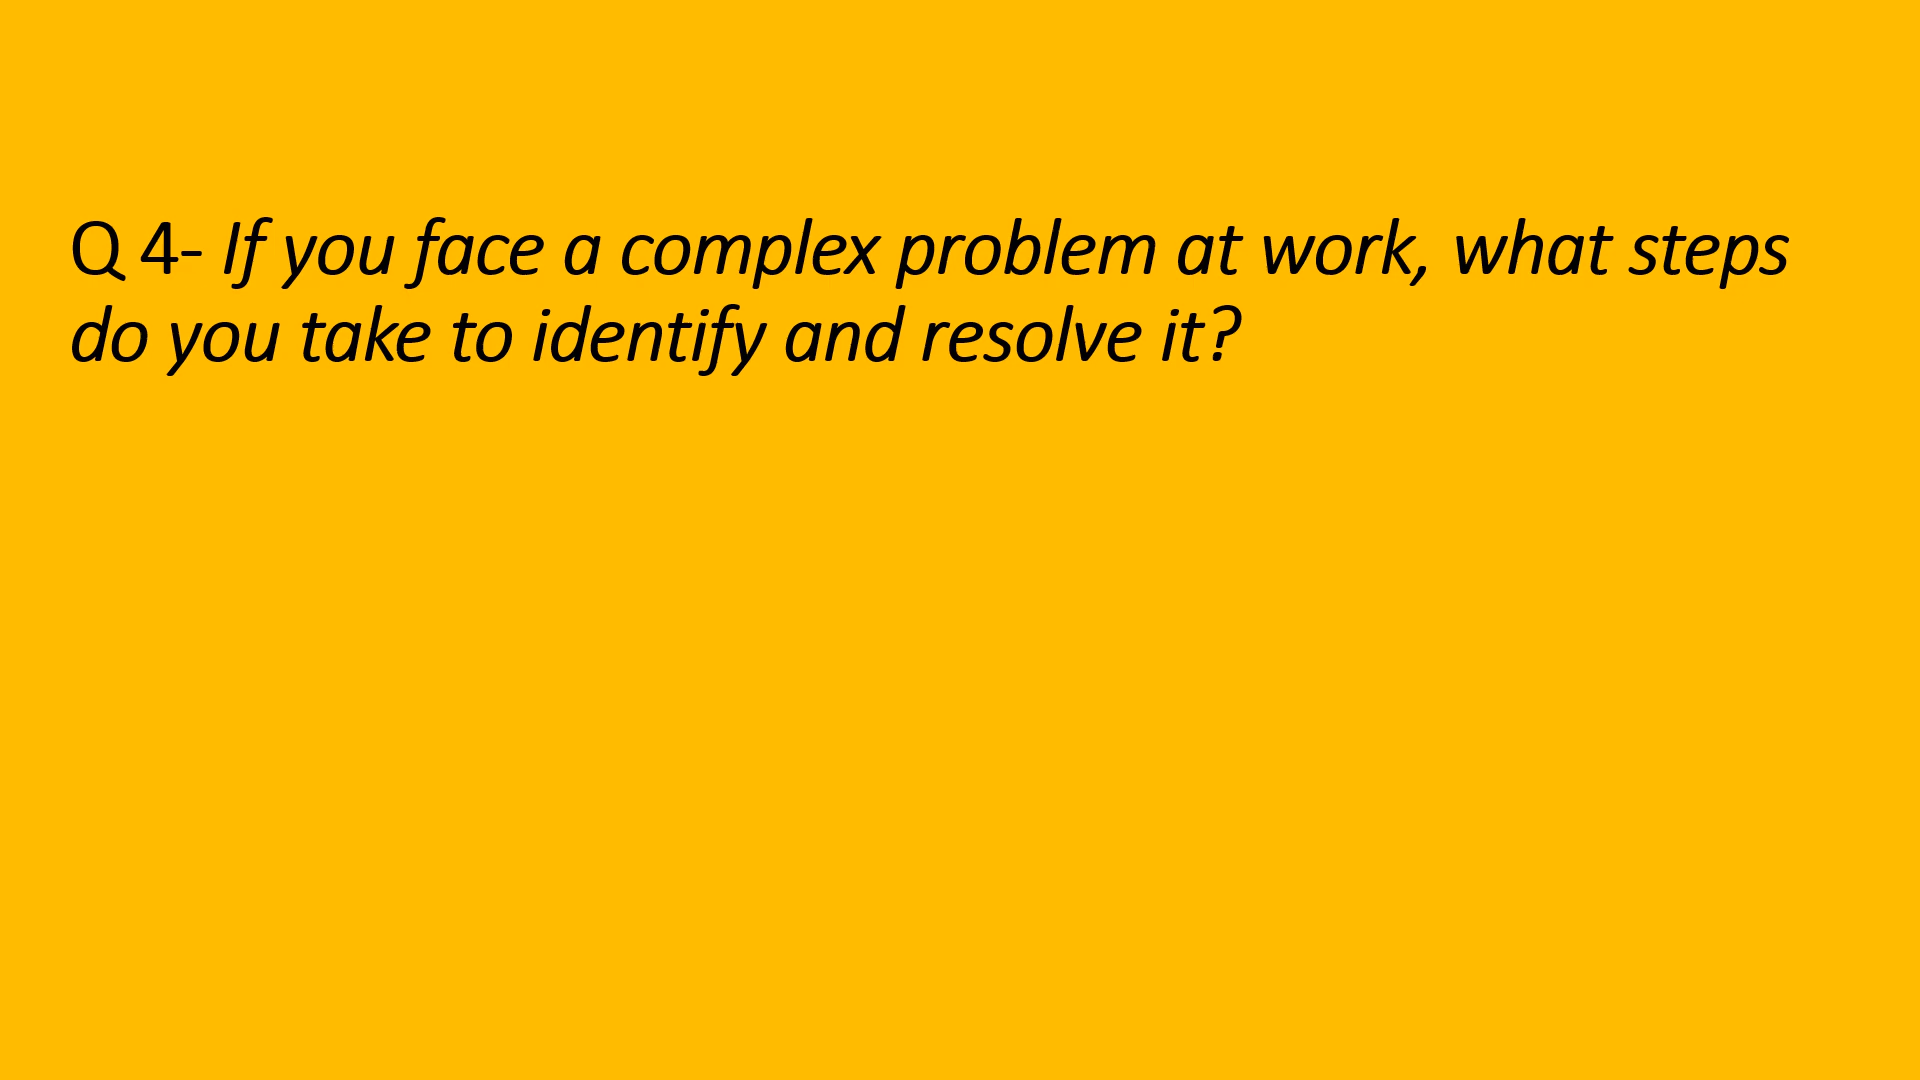 Q 4- If you face a complex problem at work, what steps
do you take to identify and resolve it?